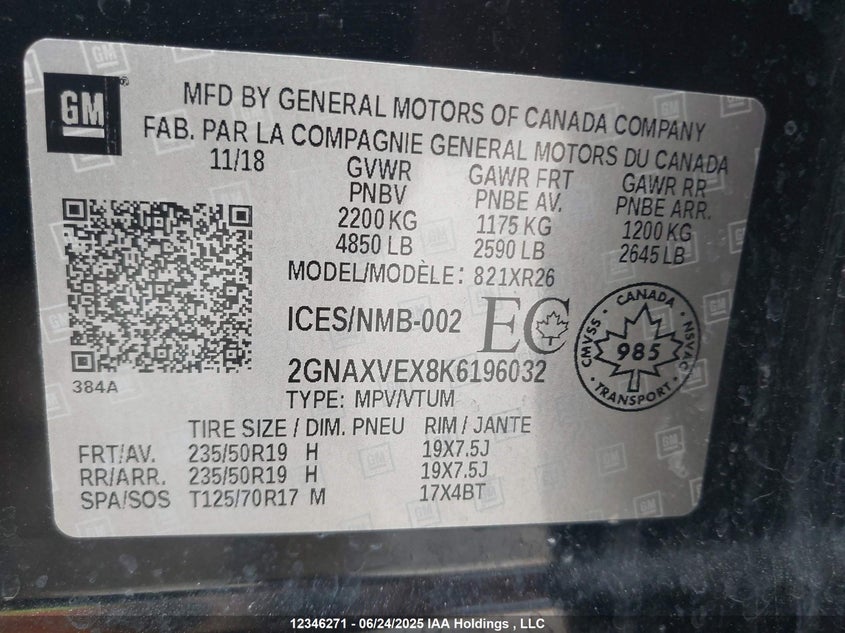 GM
MFD BY GENERAL MOTORS OF CANADA COMPANY
FAB. PAR LA COMPAGNIE GENERAL MOTORS DU CANADA
11/18 GVWR GAWR FRT GAWR RR
PNBV PNBE AV. PNBE ARR.
2200 KG 1175 KG 1200 KG
4850 LB 2590 LB 2645 LB
MODEL/MODÈLE: 821XR26
ICES/NMB-002 EC
CANADA
CMVSS 985 NSVAC
TRANSPORT
2GNAXVEX8K6196032
384A
TYPE: MPV/VTUM
TIRE SIZE / DIM. PNEU RIM / JANTE
FRT/AV. 235/50R19 H 19X7.5J
RR/ARR. 235/50R19 H 19X7.5J
SPA/SOS T125/70R17 M 17X4BT
12346271 - 06/24/2025 IAA Holdings , LLC